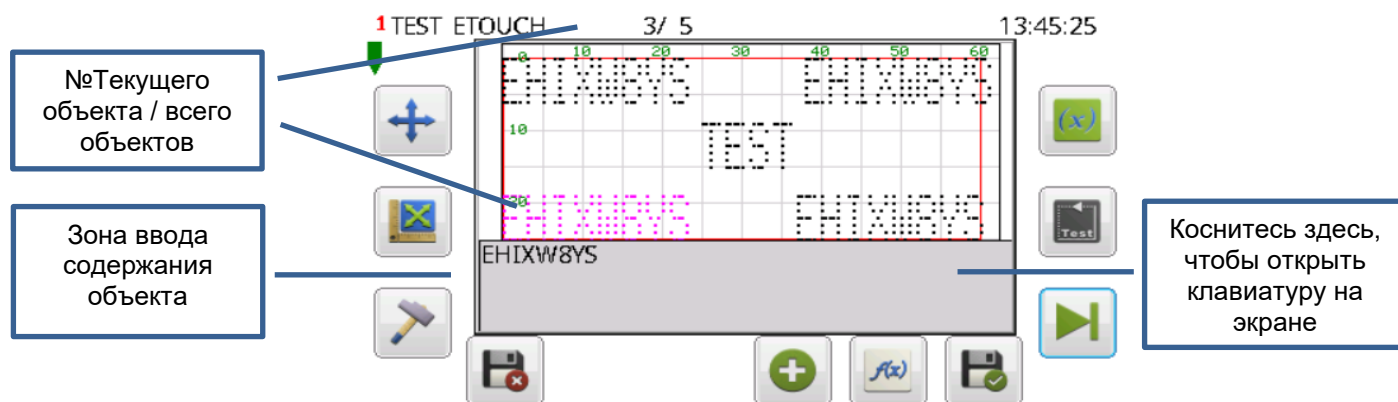 1 TEST ETOUCH 3/ 5 13:45:25
№Текущего
объекта / всего
объектов
0 10 20 30 40 50 60
EHIXW8YS EHIXW8YS
(x)
10
TEST
20
EHIXW8YS EHIXW8YS
Test
Зона ввода
содержания
объекта
EHIXW8YS
Коснитесь здесь,
чтобы открыть
клавиатуру на
экране
f(x)